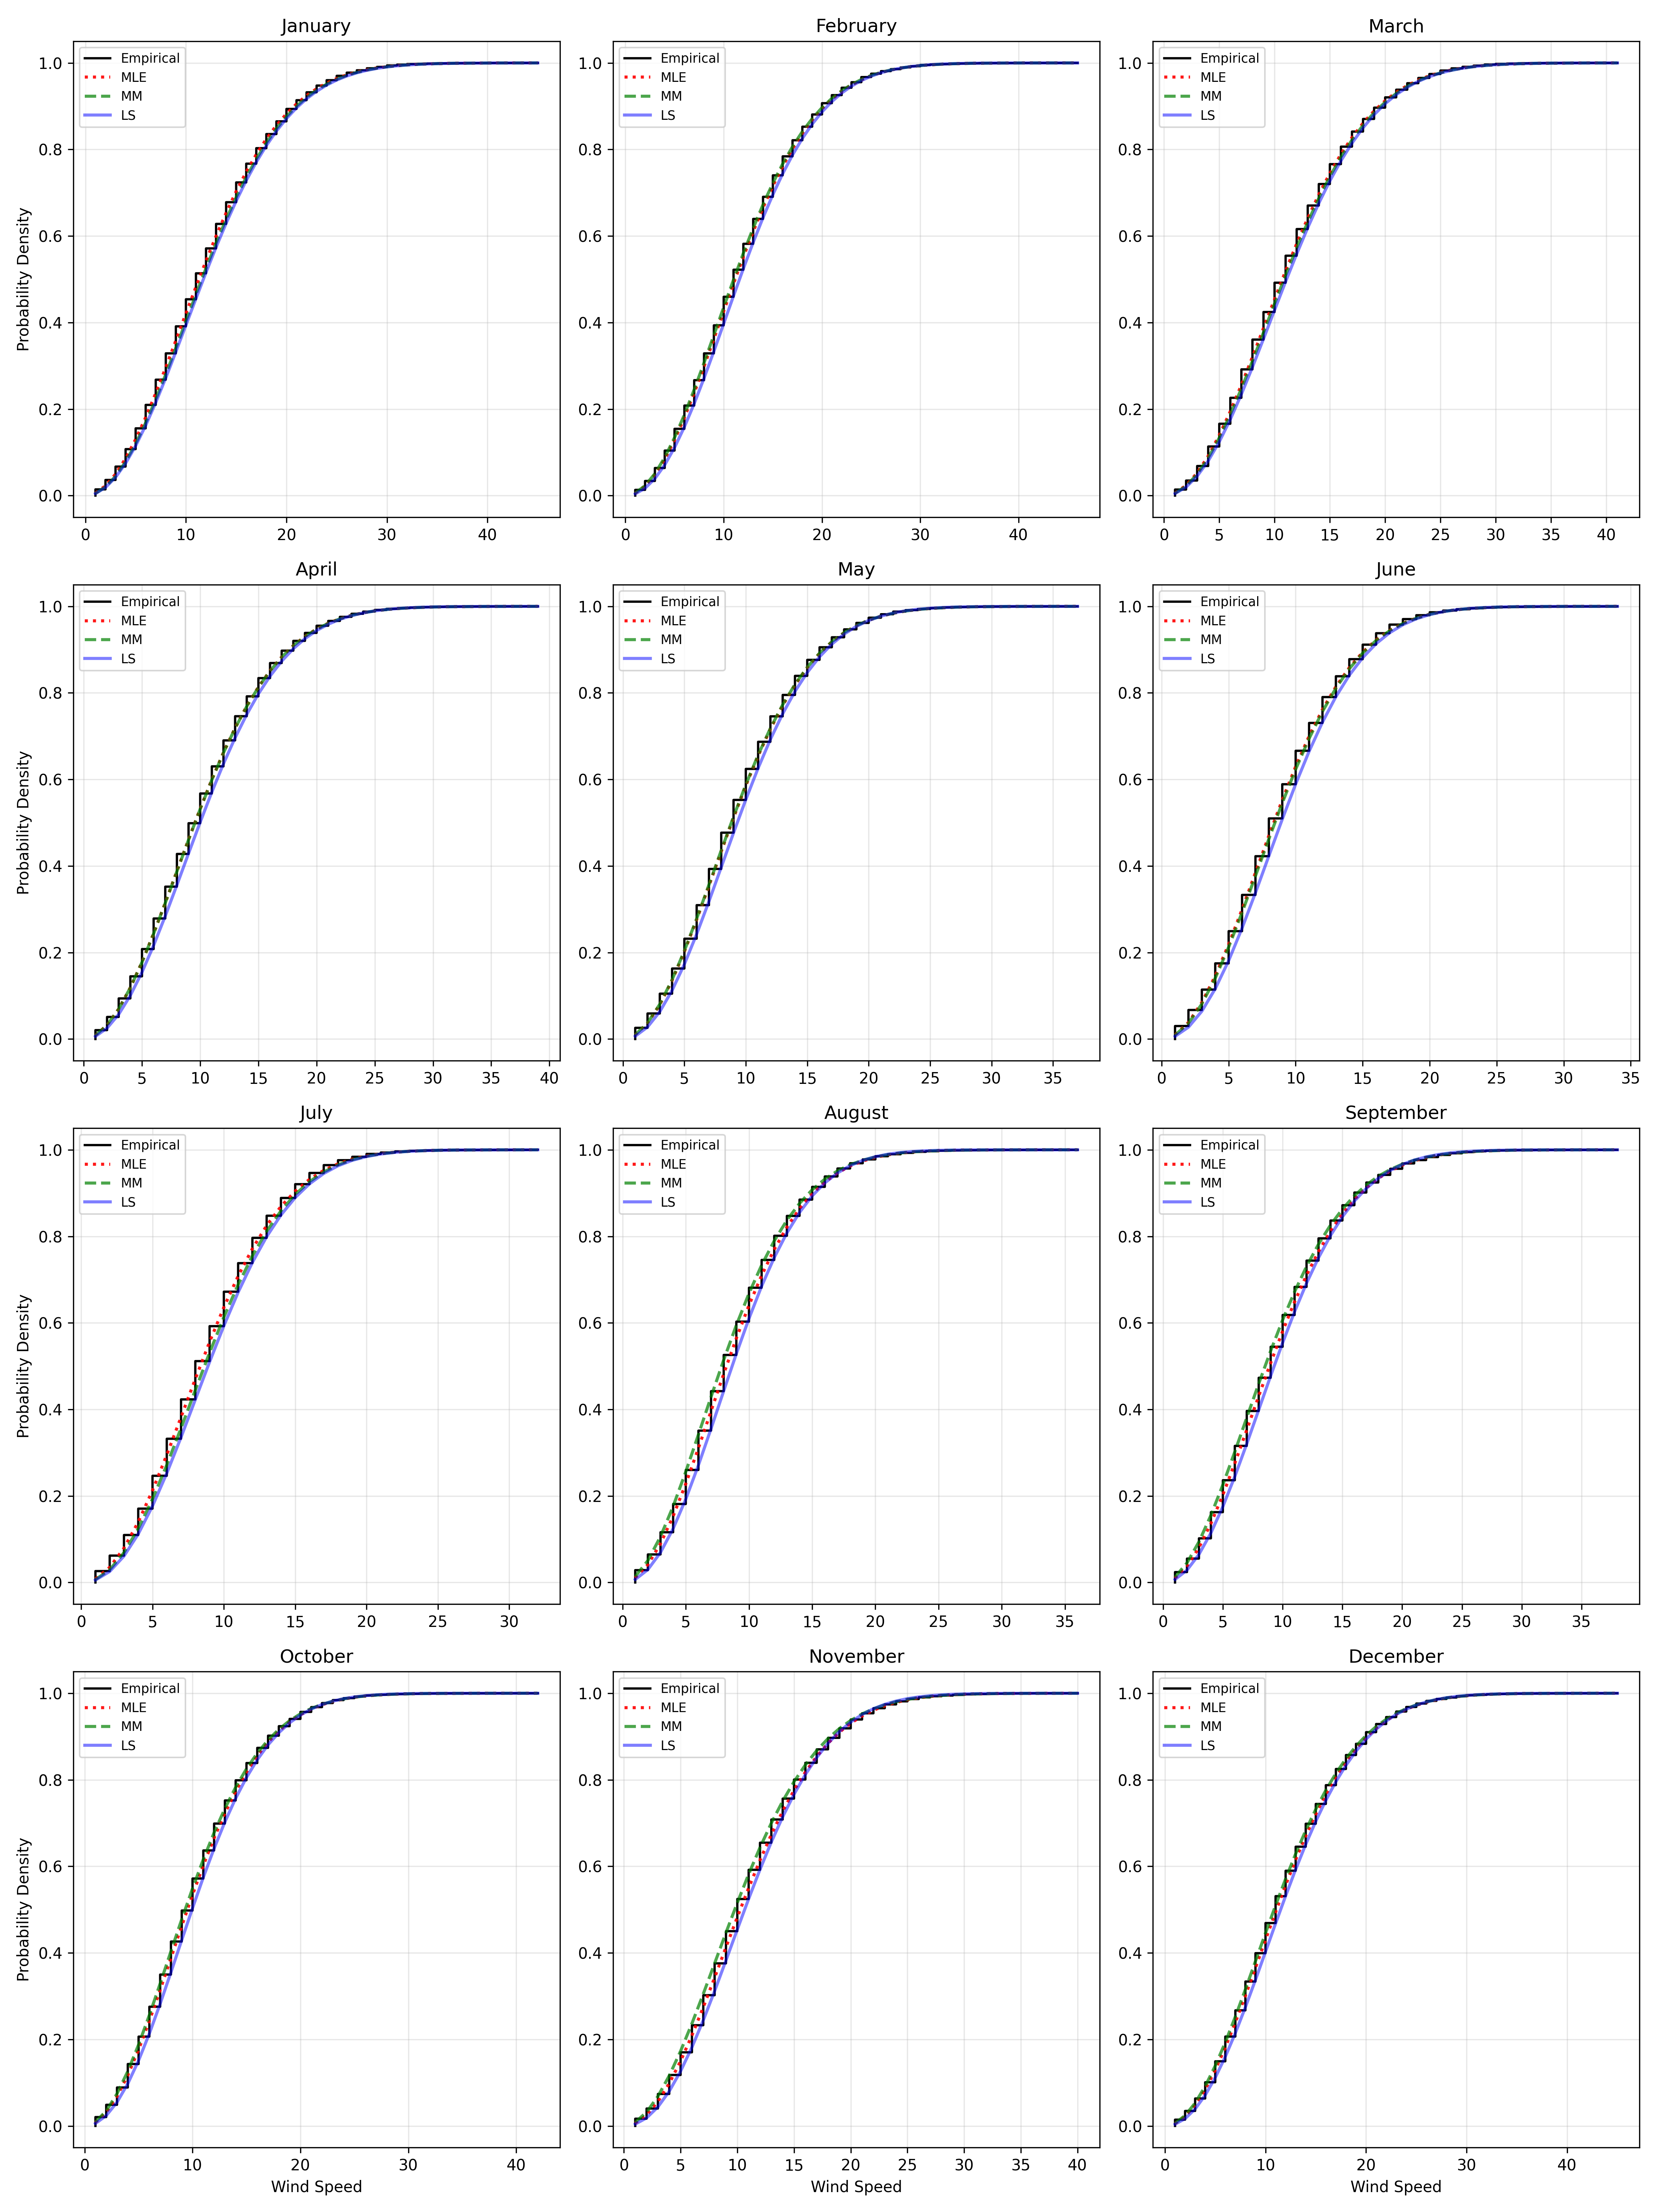 January
Probability Density
1.0
0.8
0.6
0.4
0.2
0.0
0 10 20 30 40
Empirical
MLE
MM
LS
February
1.0
0.8
0.6
0.4
0.2
0.0
0 10 20 30 40
Empirical
MLE
MM
LS
March
1.0
0.8
0.6
0.4
0.2
0.0
0 5 10 15 20 25 30 35 40
Empirical
MLE
MM
LS
April
Probability Density
1.0
0.8
0.6
0.4
0.2
0.0
0 5 10 15 20 25 30 35 40
Empirical
MLE
MM
LS
May
1.0
0.8
0.6
0.4
0.2
0.0
0 5 10 15 20 25 30 35
Empirical
MLE
MM
LS
June
1.0
0.8
0.6
0.4
0.2
0.0
0 5 10 15 20 25 30 35
Empirical
MLE
MM
LS
July
Probability Density
1.0
0.8
0.6
0.4
0.2
0.0
0 5 10 15 20 25 30
Empirical
MLE
MM
LS
August
1.0
0.8
0.6
0.4
0.2
0.0
0 5 10 15 20 25 30 35
Empirical
MLE
MM
LS
September
1.0
0.8
0.6
0.4
0.2
0.0
0 5 10 15 20 25 30 35
Empirical
MLE
MM
LS
October
Probability Density
1.0
0.8
0.6
0.4
0.2
0.0
0 10 20 30 40
Wind Speed
Empirical
MLE
MM
LS
November
1.0
0.8
0.6
0.4
0.2
0.0
0 5 10 15 20 25 30 35 40
Wind Speed
Empirical
MLE
MM
LS
December
1.0
0.8
0.6
0.4
0.2
0.0
0 10 20 30 40
Wind Speed
Empirical
MLE
MM
LS